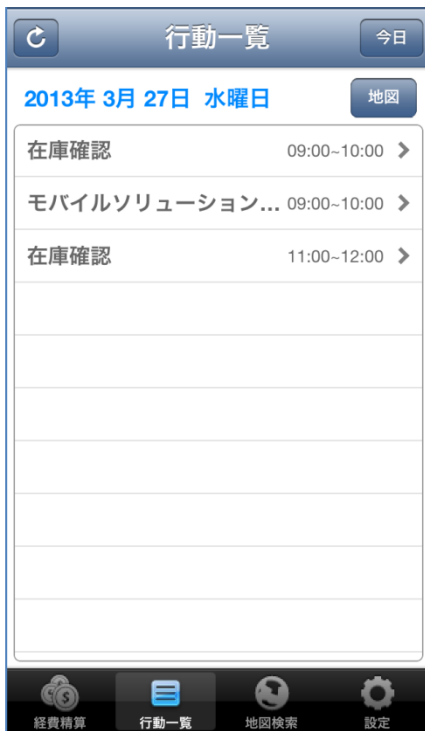 行動一覧
今日
2013年 3月 27日 水曜日
地図
在庫確認 09:00~10:00
モバイルソリューション... 09:00~10:00
在庫確認 11:00~12:00
経費精算
行動一覧
地図検索
設定